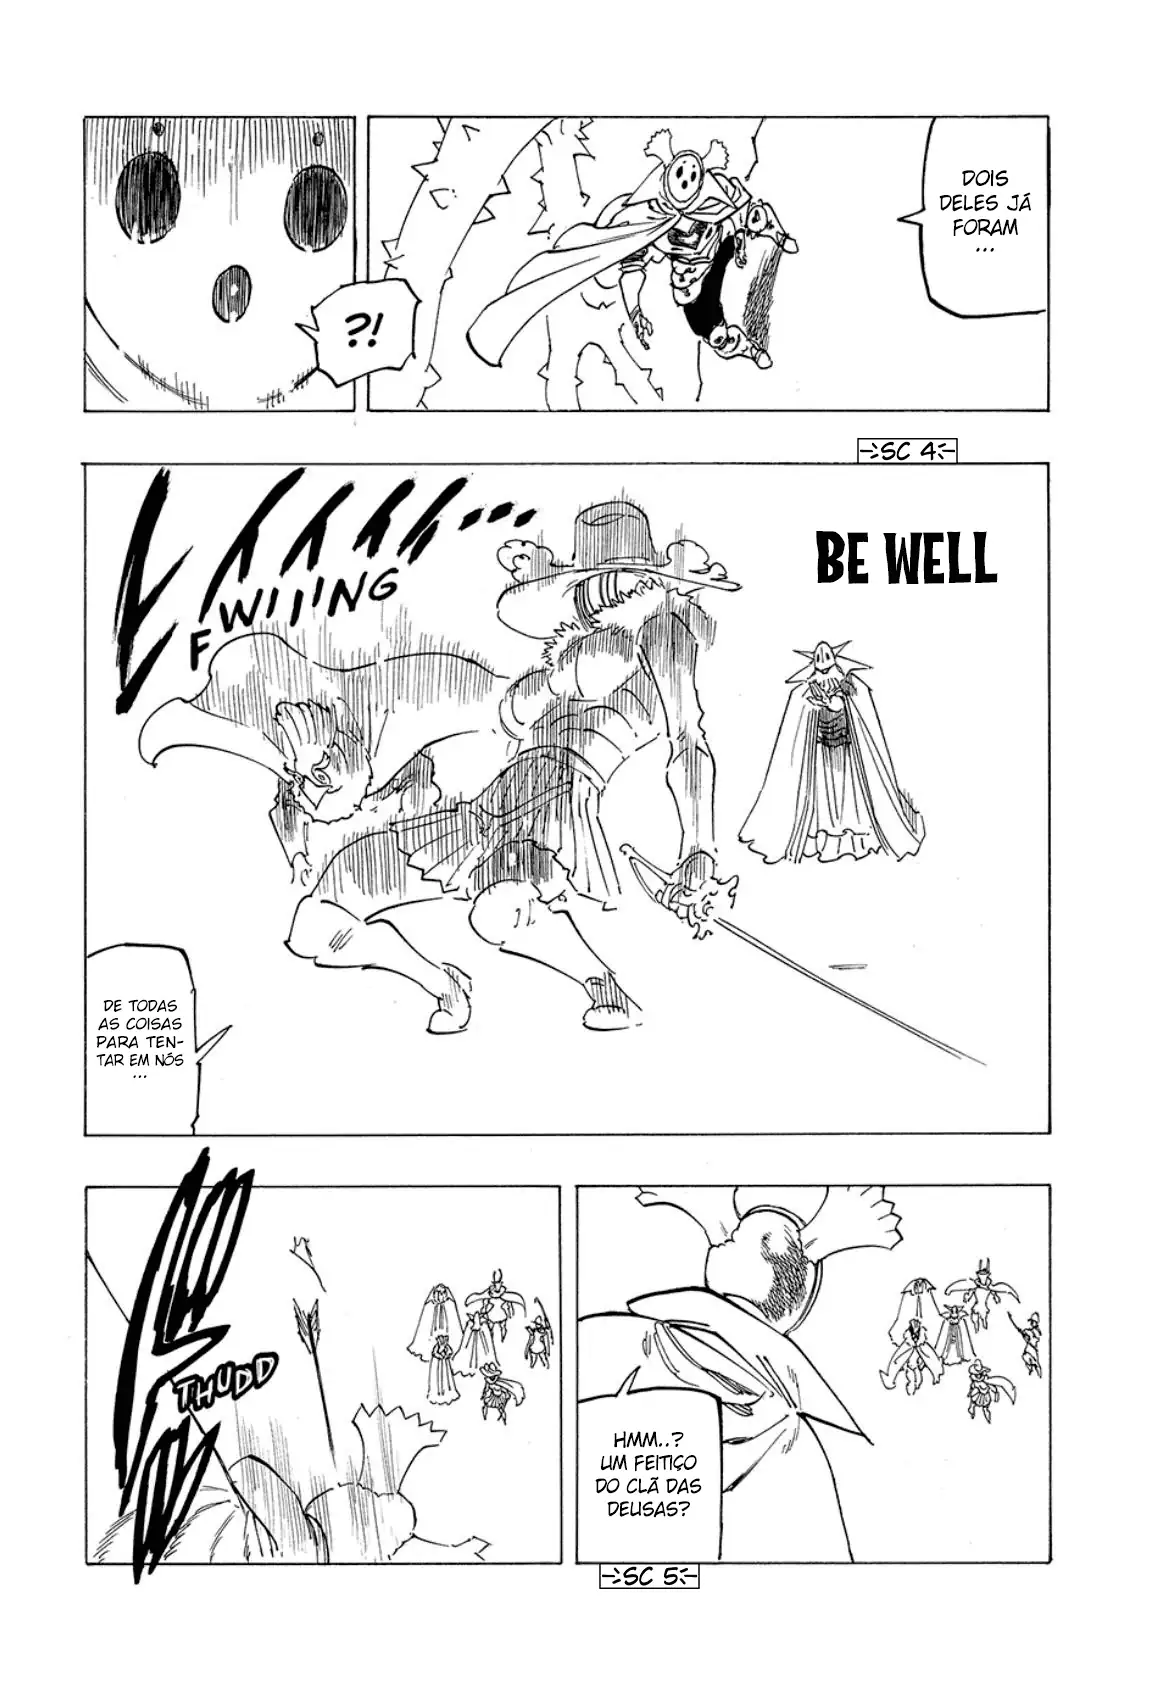 DOIS
DELES JÁ
FORAM
...
?!
SC 4
BE WELL
FWIIING
DE TODAS
AS COISAS
PARA TEN-
TAR EM NÓS
...
HMM..?
UM FEITIÇO
DO CLÃ DAS
DEUSAS?
THUDD
SC 5